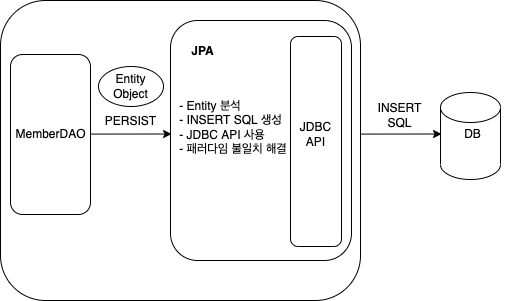 JPA
Entity
Object
MemberDAO
PERSIST
- Entity 분석
- INSERT SQL 생성
- JDBC API 사용
- 패러다임 불일치 해결
JDBC
API
INSERT
SQL
DB